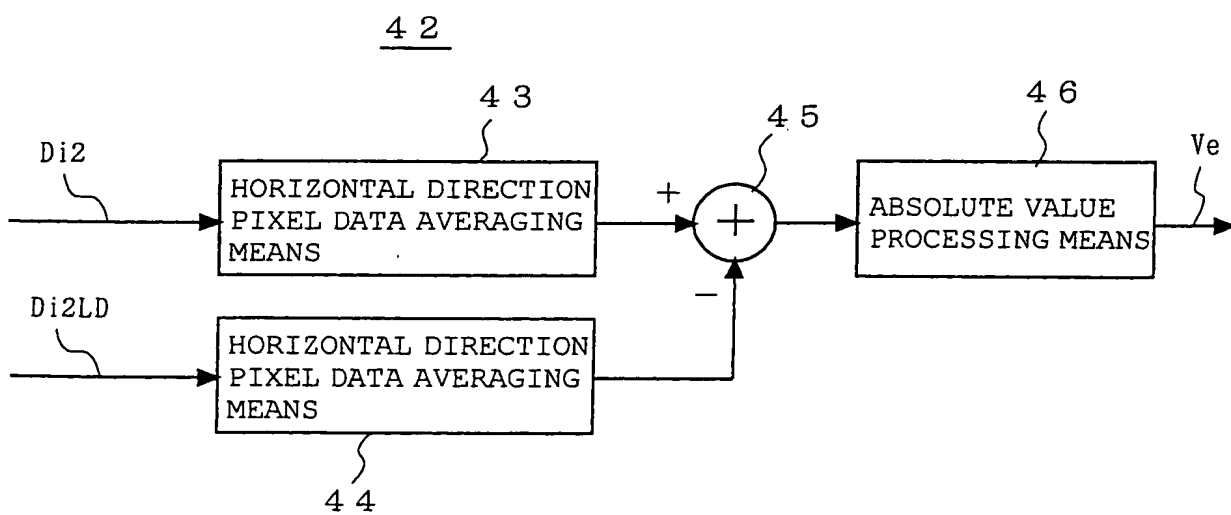 42
43
45
46
Di2
Ve
HORIZONTAL DIRECTION
PIXEL DATA AVERAGING
MEANS
+
+
ABSOLUTE VALUE
PROCESSING MEANS
−
Di2LD
HORIZONTAL DIRECTION
PIXEL DATA AVERAGING
MEANS
44